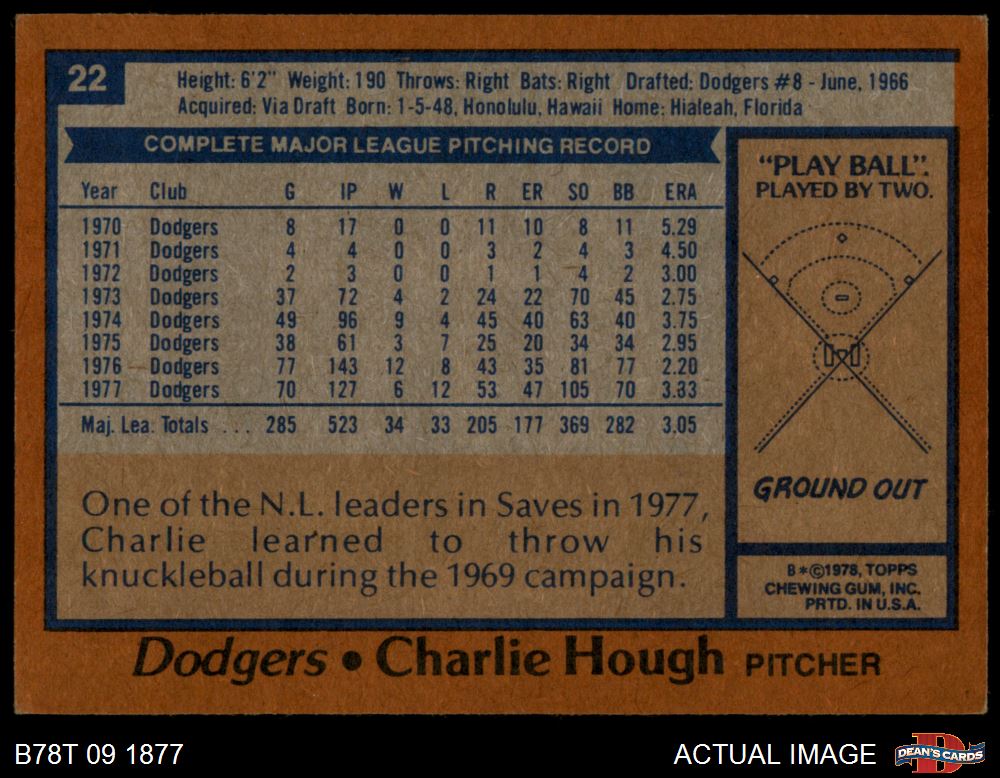 22
Height: 6'2" Weight: 190 Throws: Right Bats: Right Drafted: Dodgers #8 - June, 1966
Acquired: Via Draft Born: 1-5-48, Honolulu, Hawaii Home: Hialeah, Florida
COMPLETE MAJOR LEAGUE PITCHING RECORD
Year Club G IP W L R ER SO BB ERA
1970 Dodgers 8 17 0 0 11 10 8 11 5.29
1971 Dodgers 4 4 0 0 3 2 4 3 4.50
1972 Dodgers 2 3 0 0 1 1 4 2 3.00
1973 Dodgers 37 72 4 2 24 22 70 45 2.75
1974 Dodgers 49 96 9 4 45 40 63 40 3.75
1975 Dodgers 38 61 3 7 25 20 34 34 2.95
1976 Dodgers 77 143 12 8 43 35 81 77 2.20
1977 Dodgers 70 127 6 12 53 47 105 70 3.33
Maj. Lea. Totals ... 285 523 34 33 205 177 369 282 3.05
One of the N.L. leaders in Saves in 1977,
Charlie learned to throw his
knuckleball during the 1969 campaign.
"PLAY BALL".
PLAYED BY TWO.
GROUND OUT
B*©1978, TOPPS
CHEWING GUM, INC.
PRTD. IN U.S.A.
Dodgers • Charlie Hough PITCHER
B78T 09 1877
ACTUAL IMAGE
DEAN'S CARDS